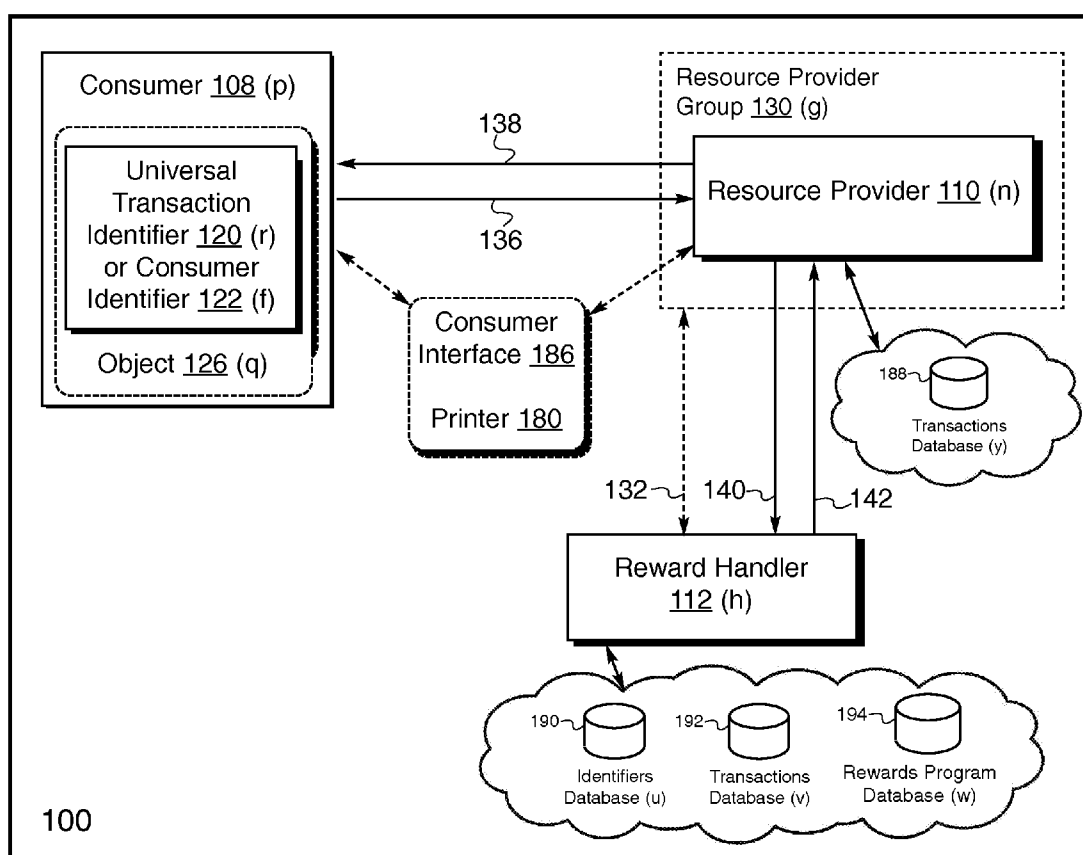 Consumer 108 (p)
Universal
Transaction
Identifier 120 (r)
or Consumer
Identifier 122 (f)
Object 126 (q)
138
136
Resource Provider
Group 130 (g)
Resource Provider 110 (n)
Consumer
Interface 186
Printer 180
188
Transactions
Database (y)
132
140
142
Reward Handler
112 (h)
190
Identifiers
Database (u)
192
Transactions
Database (v)
194
Rewards Program
Database (w)
100